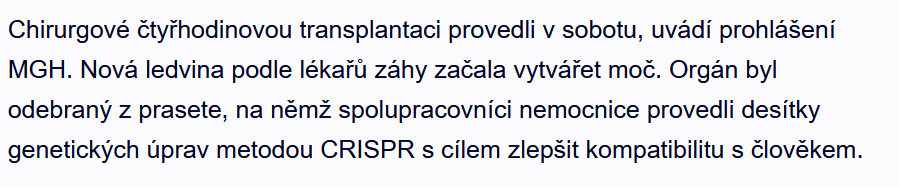 Chirurgové čtyřhodinovou transplantaci provedli v sobotu, uvádí prohlášení
MGH. Nová ledvina podle lékařů záhy začala vytvářet moč. Orgán byl
odebraný z prasete, na němž spolupracovníci nemocnice provedli desítky
genetických úprav metodou CRISPR s cílem zlepšit kompatibilitu s člověkem.